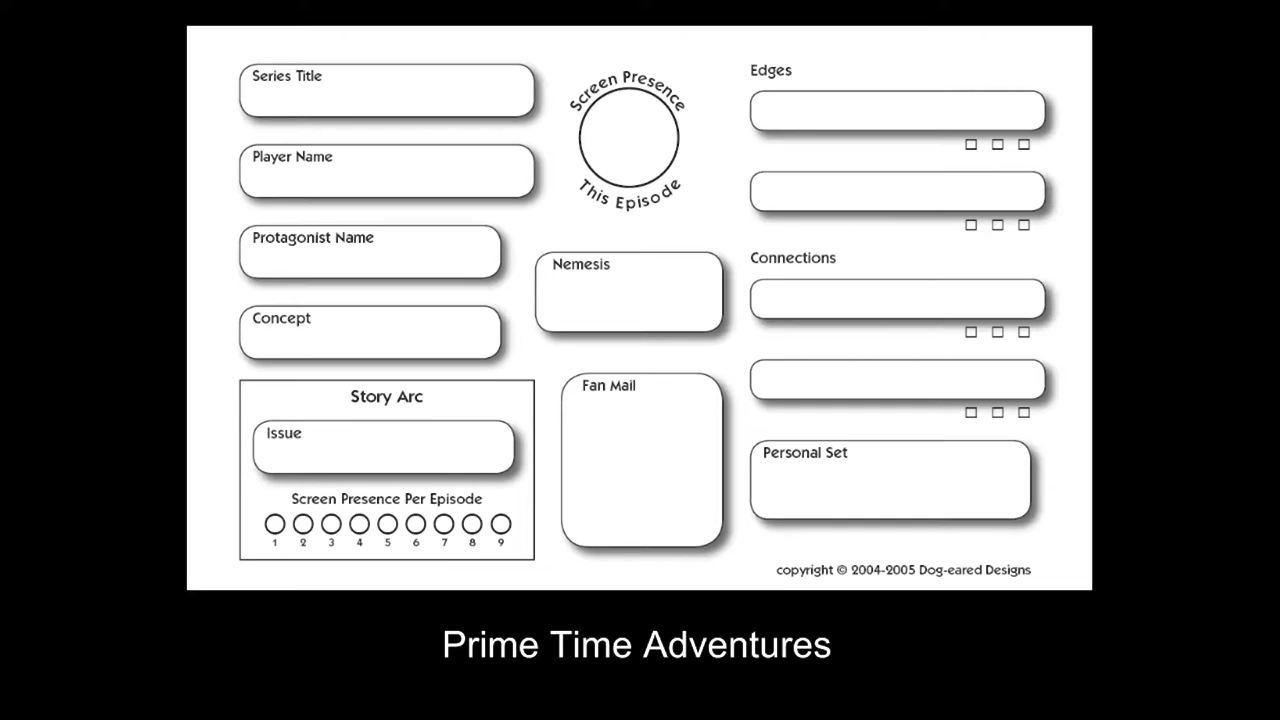 Series Title
Player Name
Protagonist Name
Concept
Story Arc
Issue
Screen Presence Per Episode
1 2 3 4 5 6 7 8 9
Screen Presence
This Episode
Nemesis
Fan Mail
Edges
Connections
Personal Set
copyright © 2004-2005 Dog-eared Designs
Prime Time Adventures